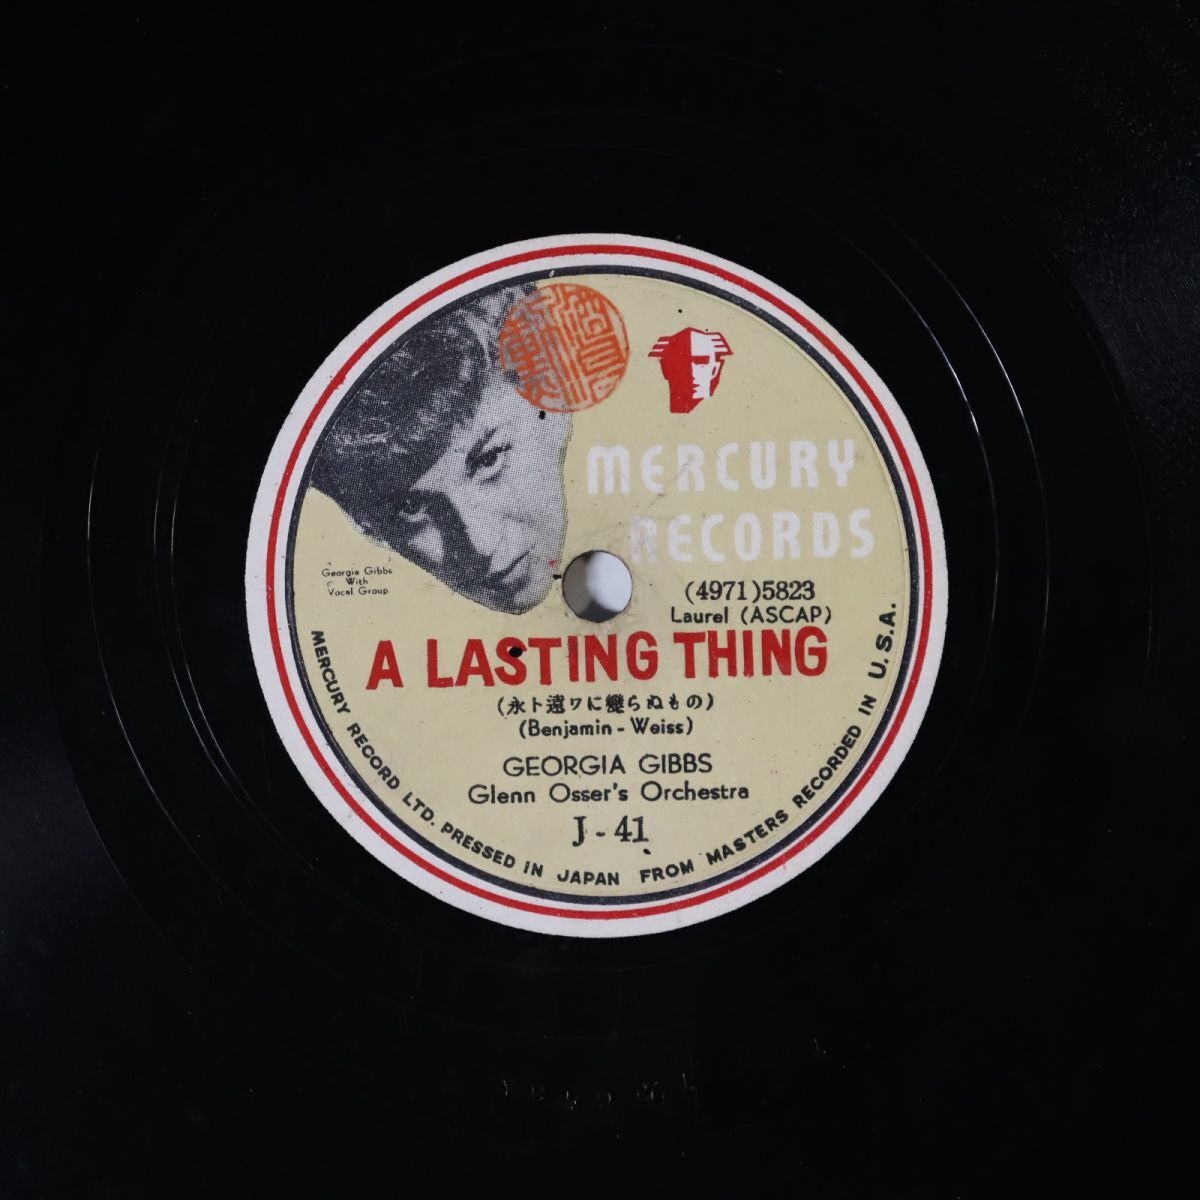 MERCURY
RECORDS
Georgia Gibbs
With
Vocal Group
(4971)5823
Laurel (ASCAP)
A LASTING THING
(永ト遠ヮに變らぬもの)
(Benjamin - Weiss)
GEORGIA GIBBS
Glenn Osser's Orchestra
J - 41
MERCURY RECORD LTD. PRESSED IN JAPAN FROM MASTERS RECORDED IN U.S.A.